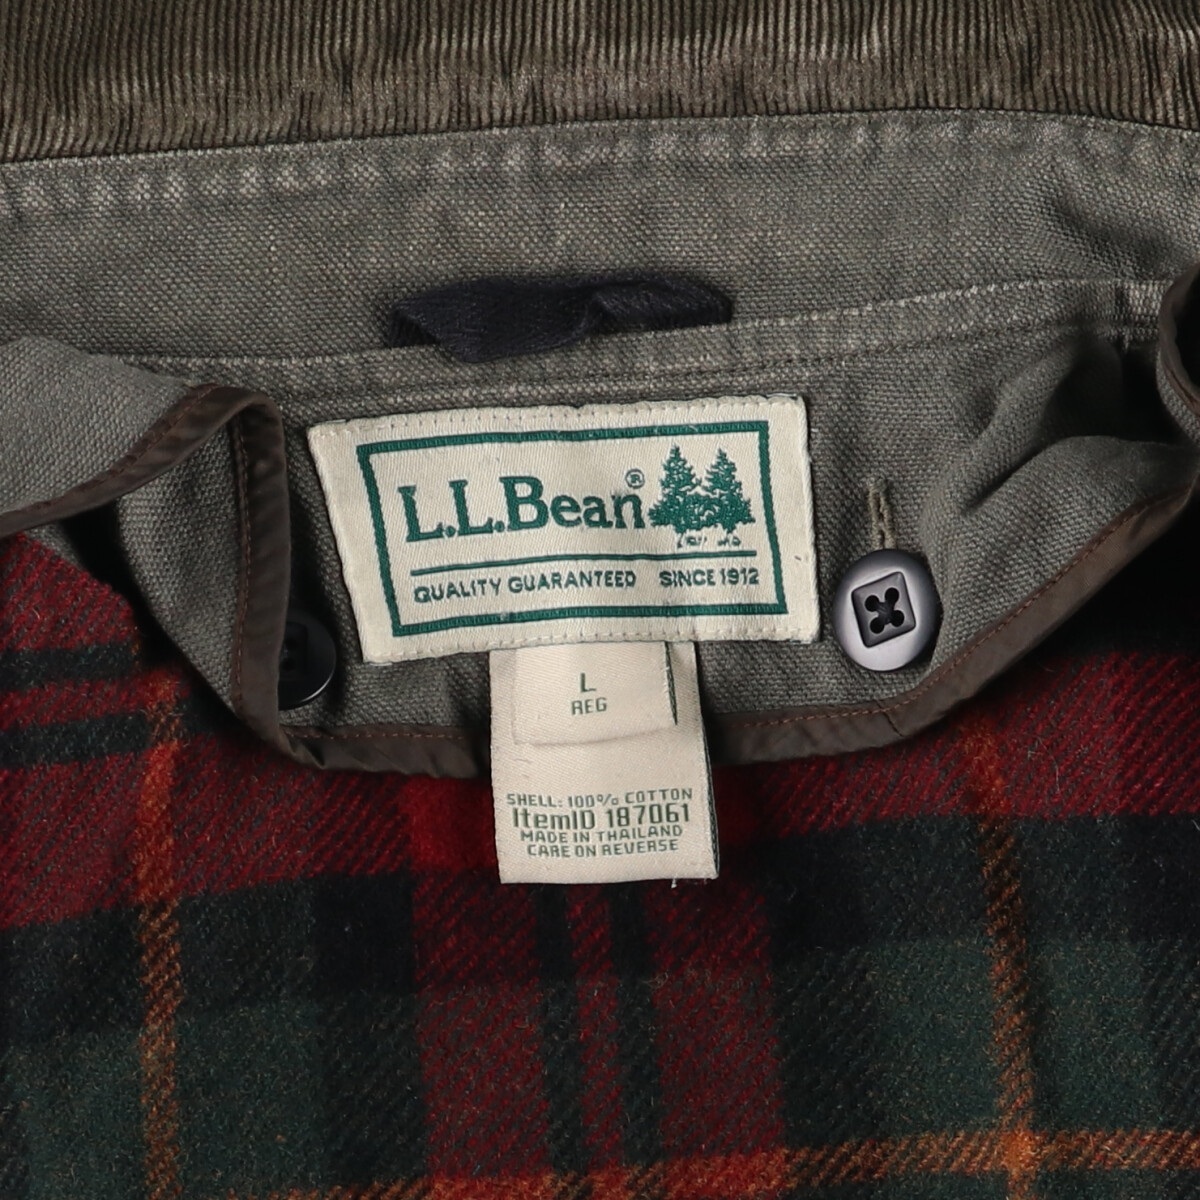 L.L.Bean®
QUALITY GUARANTEED SINCE 1912
L
REG
SHELL: 100% COTTON
ItemID 187061
MADE IN THAILAND
CARE ON REVERSE